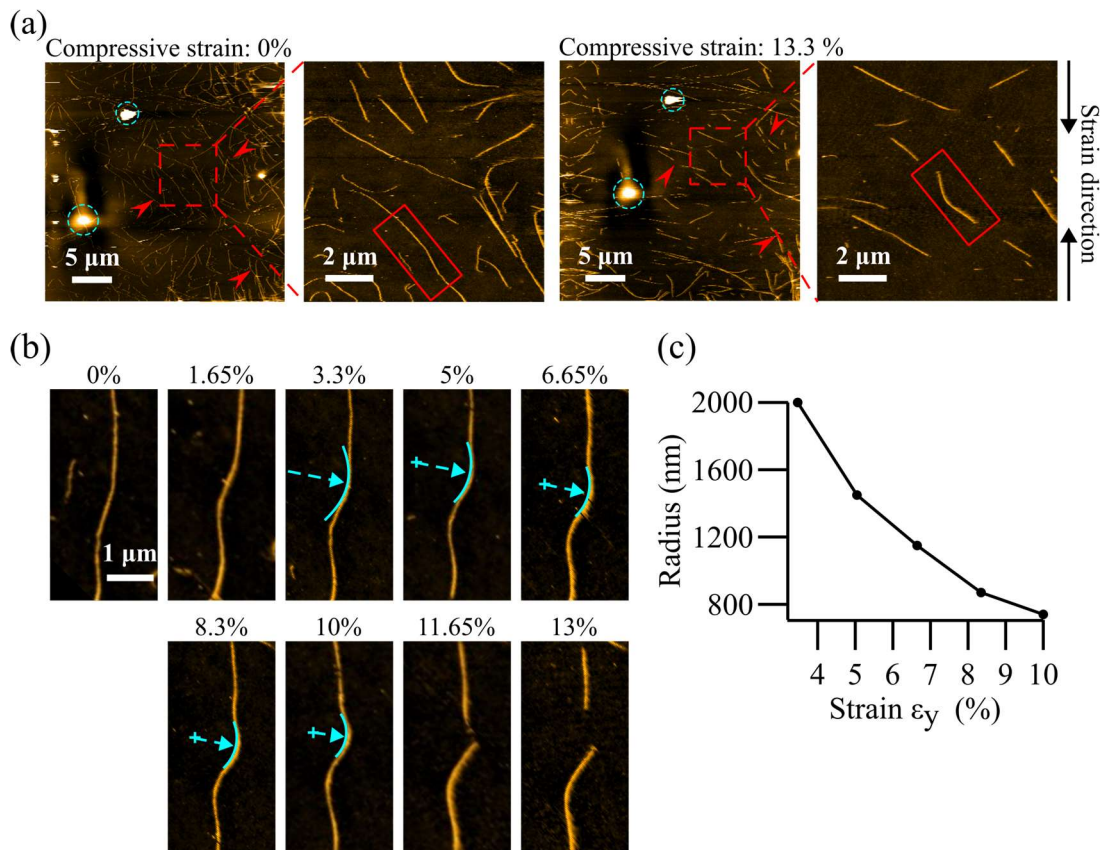 (a)
Compressive strain: 0%
Compressive strain: 13.3 %
5 μm
2 μm
5 μm
2 μm
Strain direction
(b)
0%
1.65%
3.3%
5%
6.65%
1 μm
8.3%
10%
11.65%
13%
(c)
Radius (nm)
2000
1600
1200
800
4 5 6 7 8 9 10
Strain εy (%)